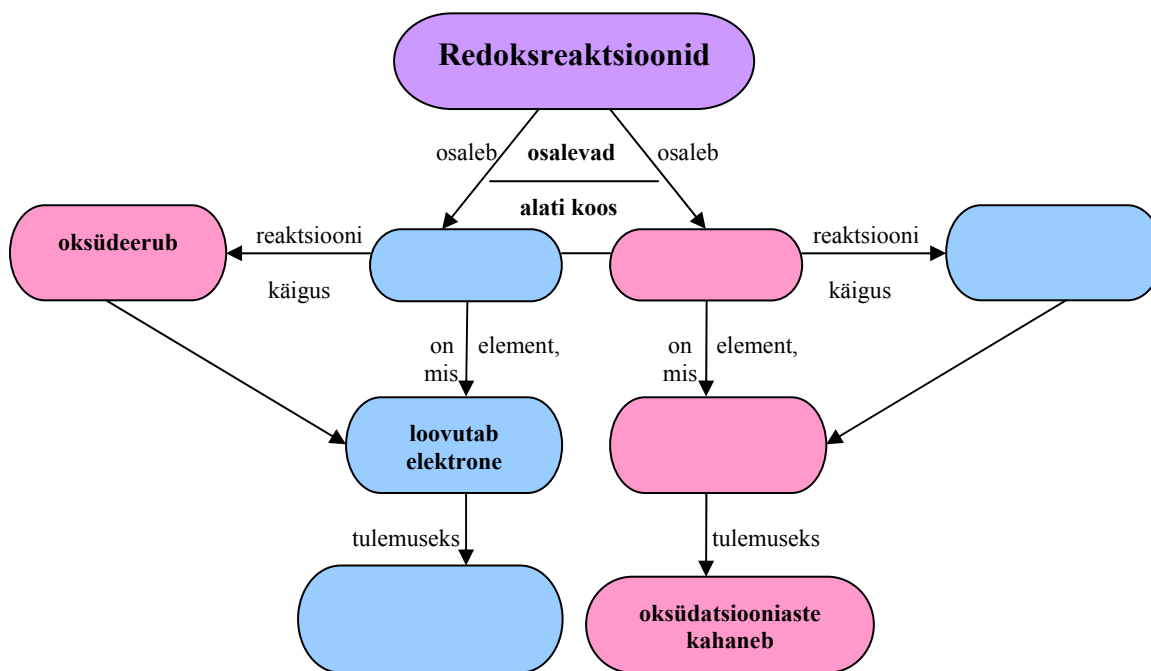 Redoksreaktsioonid
osaleb
osalevad
osaleb
alati koos
oksüdeerub
reaktsiooni
käigus
reaktsiooni
käigus
on element,
mis
on element,
mis
loovutab
elektrone
tulemuseks
tulemuseks
oksüdatsiooniaste
kahaneb